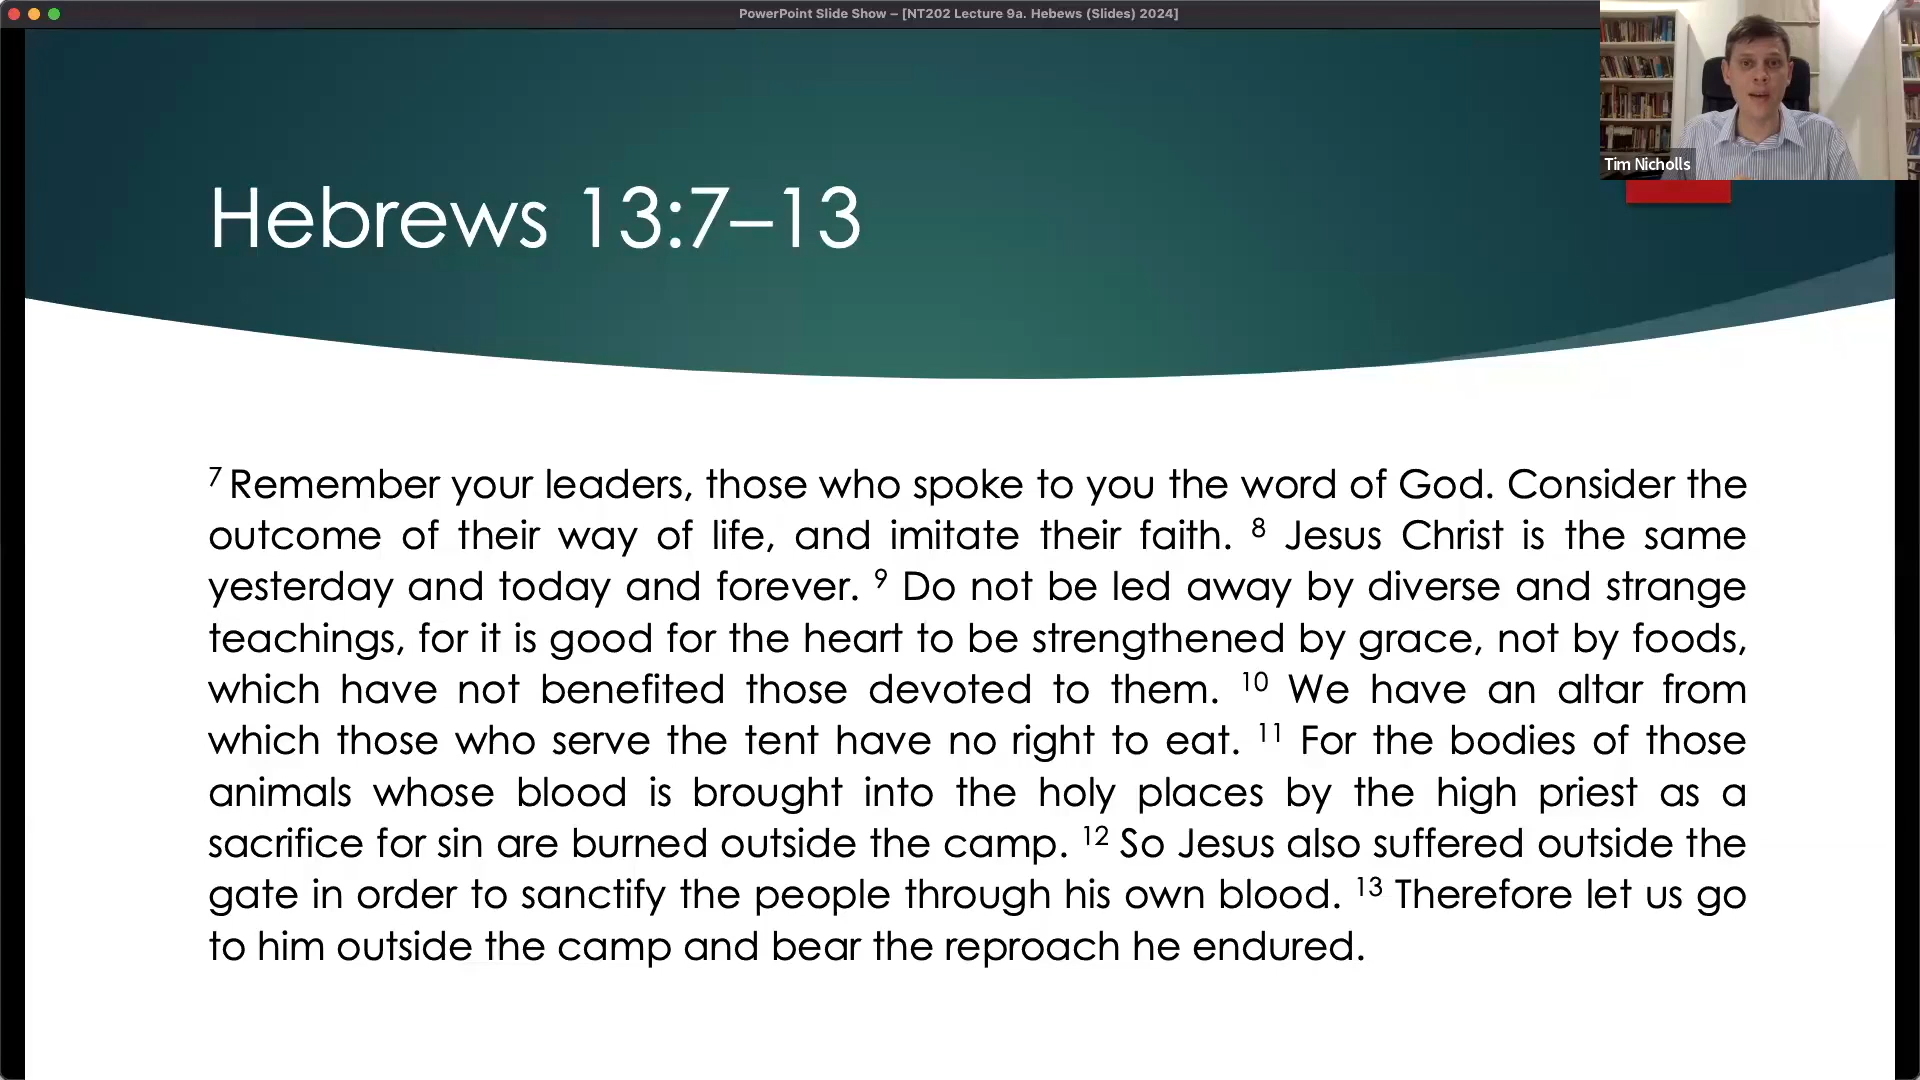 PowerPoint Slide Show – [NT202 Lecture 9a. Hebews (Slides) 2024]
Tim Nicholls
Hebrews 13:7–13
7 Remember your leaders, those who spoke to you the word of God. Consider the
outcome of their way of life, and imitate their faith. 8 Jesus Christ is the same
yesterday and today and forever. 9 Do not be led away by diverse and strange
teachings, for it is good for the heart to be strengthened by grace, not by foods,
which have not benefited those devoted to them. 10 We have an altar from
which those who serve the tent have no right to eat. 11 For the bodies of those
animals whose blood is brought into the holy places by the high priest as a
sacrifice for sin are burned outside the camp. 12 So Jesus also suffered outside the
gate in order to sanctify the people through his own blood. 13 Therefore let us go
to him outside the camp and bear the reproach he endured.